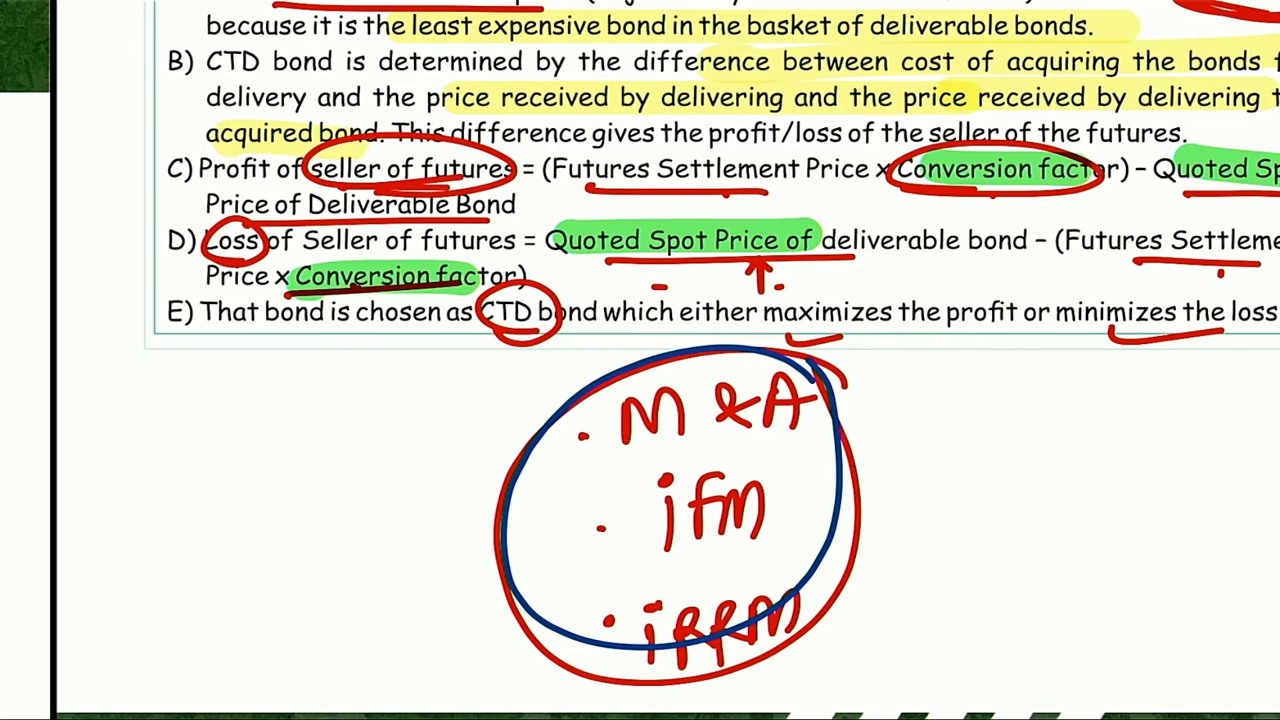 because it is the least expensive bond in the basket of deliverable bonds.
B) CTD bond is determined by the difference between cost of acquiring the bonds
delivery and the price received by delivering and the price received by delivering
acquired bond. This difference gives the profit/loss of the seller of the futures.
C) Profit of seller of futures = (Futures Settlement Price x Conversion factor) – Quoted
Price of Deliverable Bond
D) Loss of Seller of futures = Quoted Spot Price of deliverable bond – (Futures
Price x Conversion factor)
E) That bond is chosen as CTD bond which either maximizes the profit or minimizes the loss
. M & A
. ifm
. iRRM